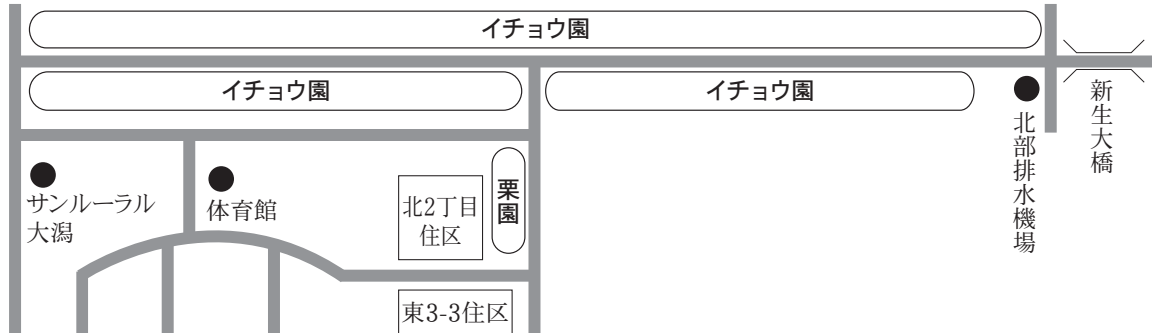 イチョウ園
イチョウ園
イチョウ園
新生大橋
北部排水機場
サンルーラル
大潟
体育館
北2丁目
住区
栗園
東3-3住区